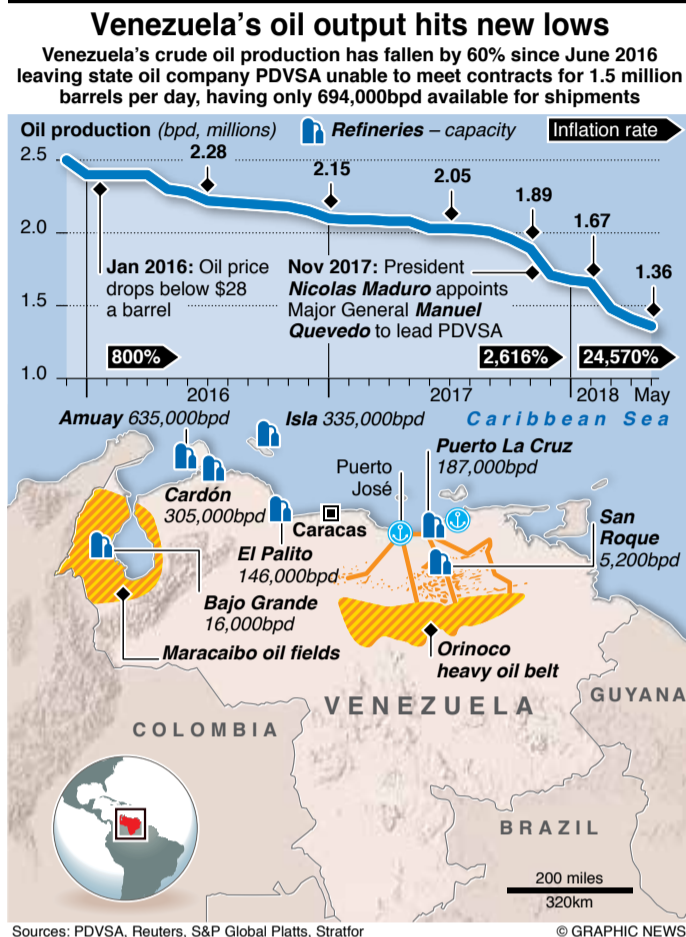 Venezuela's oil output hits new lows
Venezuela's crude oil production has fallen by 60% since June 2016
leaving state oil company PDVSA unable to meet contracts for 1.5 million
barrels per day, having only 694,000bpd available for shipments
Oil production (bpd, millions)
Refineries – capacity
Inflation rate
2.5
2.28
2.15
2.05
1.89
2.0
1.67
1.36
Jan 2016: Oil price
drops below $28
a barrel
Nov 2017: President
Nicolas Maduro appoints
Major General Manuel
Quevedo to lead PDVSA
1.5
800%
2,616%
24,570%
1.0
2016
2017
2018
May
Amuay 635,000bpd
Isla 335,000bpd
Caribbean Sea
Puerto La Cruz
187,000bpd
Puerto
José
Cardón
305,000bpd
Caracas
San
Roque
5,200bpd
El Palito
146,000bpd
Bajo Grande
16,000bpd
Maracaibo oil fields
Orinoco
heavy oil belt
VENEZUELA
GUYANA
COLOMBIA
BRAZIL
200 miles
320km
Sources: PDVSA, Reuters, S&P Global Platts, Stratfor
© GRAPHIC NEWS